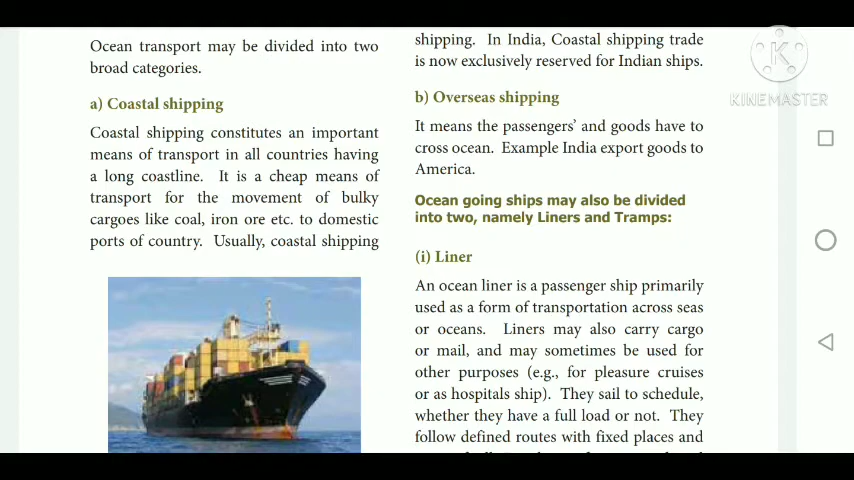 Ocean transport may be divided into two
broad categories.
a) Coastal shipping
Coastal shipping constitutes an important
means of transport in all countries having
a long coastline. It is a cheap means of
transport for the movement of bulky
cargoes like coal, iron ore etc. to domestic
ports of country. Usually, coastal shipping
shipping. In India, Coastal shipping trade
is now exclusively reserved for Indian ships.
b) Overseas shipping
It means the passengers’ and goods have to
cross ocean. Example India export goods to
America.
Ocean going ships may also be divided
into two, namely Liners and Tramps:
(i) Liner
An ocean liner is a passenger ship primarily
used as a form of transportation across seas
or oceans. Liners may also carry cargo
or mail, and may sometimes be used for
other purposes (e.g., for pleasure cruises
or as hospitals ship). They sail to schedule,
whether they have a full load or not. They
follow defined routes with fixed places and
K
KINEMASTER